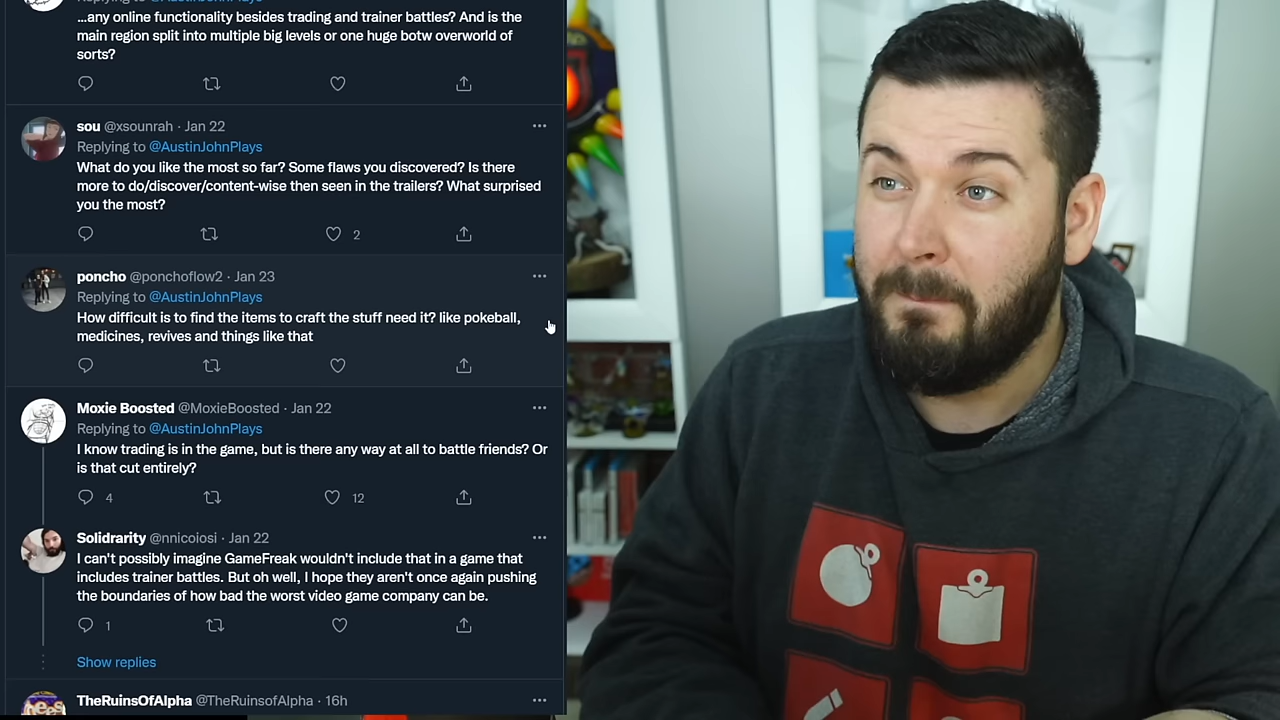 Replying to @AustinJohnPlays
...any online functionality besides trading and trainer battles? And is the
main region split into multiple big levels or one huge botw overworld of
sorts?
sou @xsounrah · Jan 22
Replying to @AustinJohnPlays
What do you like the most so far? Some flaws you discovered? Is there
more to do/discover/content-wise then seen in the trailers? What surprised
you the most?
2
poncho @ponchoflow2 · Jan 23
Replying to @AustinJohnPlays
How difficult is to find the items to craft the stuff need it? like pokeball,
medicines, revives and things like that
Moxie Boosted @MoxieBoosted · Jan 22
Replying to @AustinJohnPlays
I know trading is in the game, but is there any way at all to battle friends? Or
is that cut entirely?
4 12
Solidrarity @nnicoiosi · Jan 22
I can't possibly imagine GameFreak wouldn't include that in a game that
includes trainer battles. But oh well, I hope they aren't once again pushing
the boundaries of how bad the worst video game company can be.
1
Show replies
TheRuinsOfAlpha @TheRuinsofAlpha · 16h